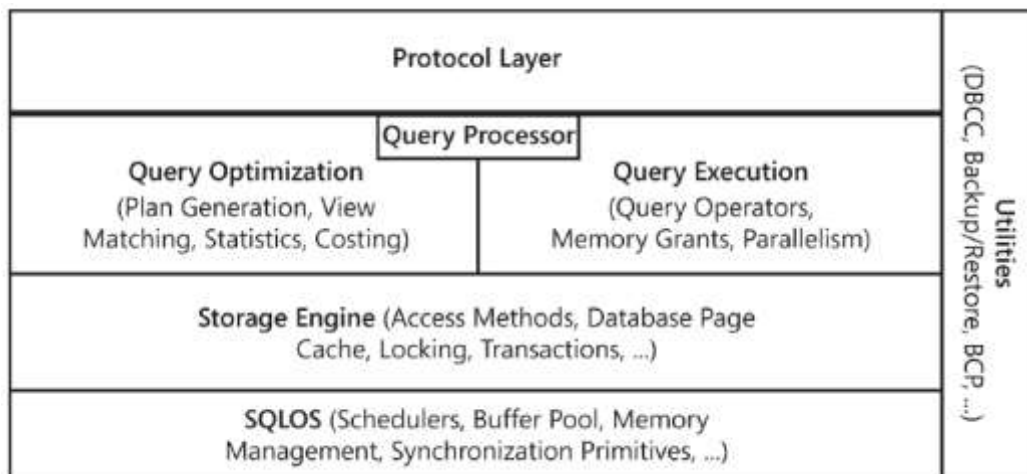 Protocol Layer
Query Processor
Query Optimization
(Plan Generation, View
Matching, Statistics, Costing)
Query Execution
(Query Operators,
Memory Grants, Parallelism)
Storage Engine (Access Methods, Database Page
Cache, Locking, Transactions, ...)
SQLOS (Schedulers, Buffer Pool, Memory
Management, Synchronization Primitives, ...)
Utilities
(DBCC, Backup/Restore, BCP, ...)